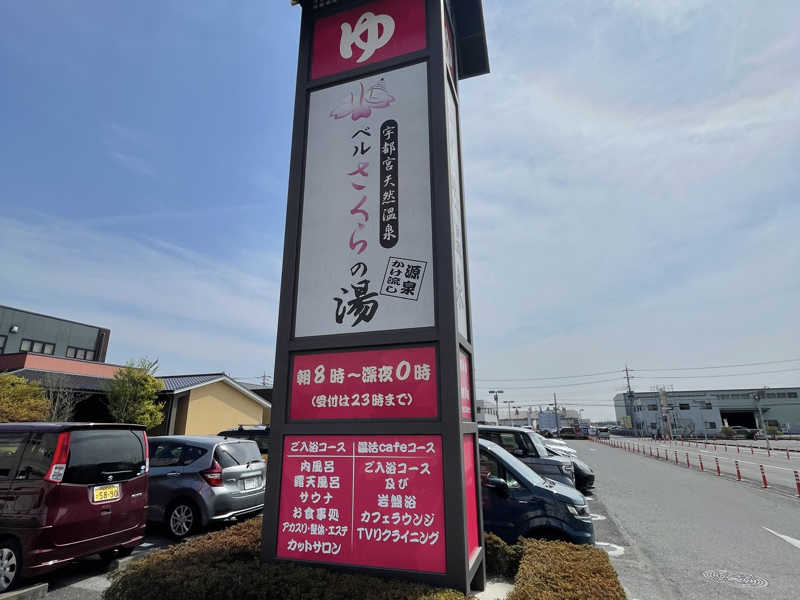 ゆ
宇都宮天然温泉
ベルさくらの湯
源泉
かけ流し
朝8時～深夜0時
(受付は23時まで)
ご入浴コース
内風呂
露天風呂
サウナ
お食事処
アカスリ・整体・エステ
カットサロン
温活cafeコース
ご入浴
及び
岩盤浴
カフェラウンジ
TVリクライニング
58-90